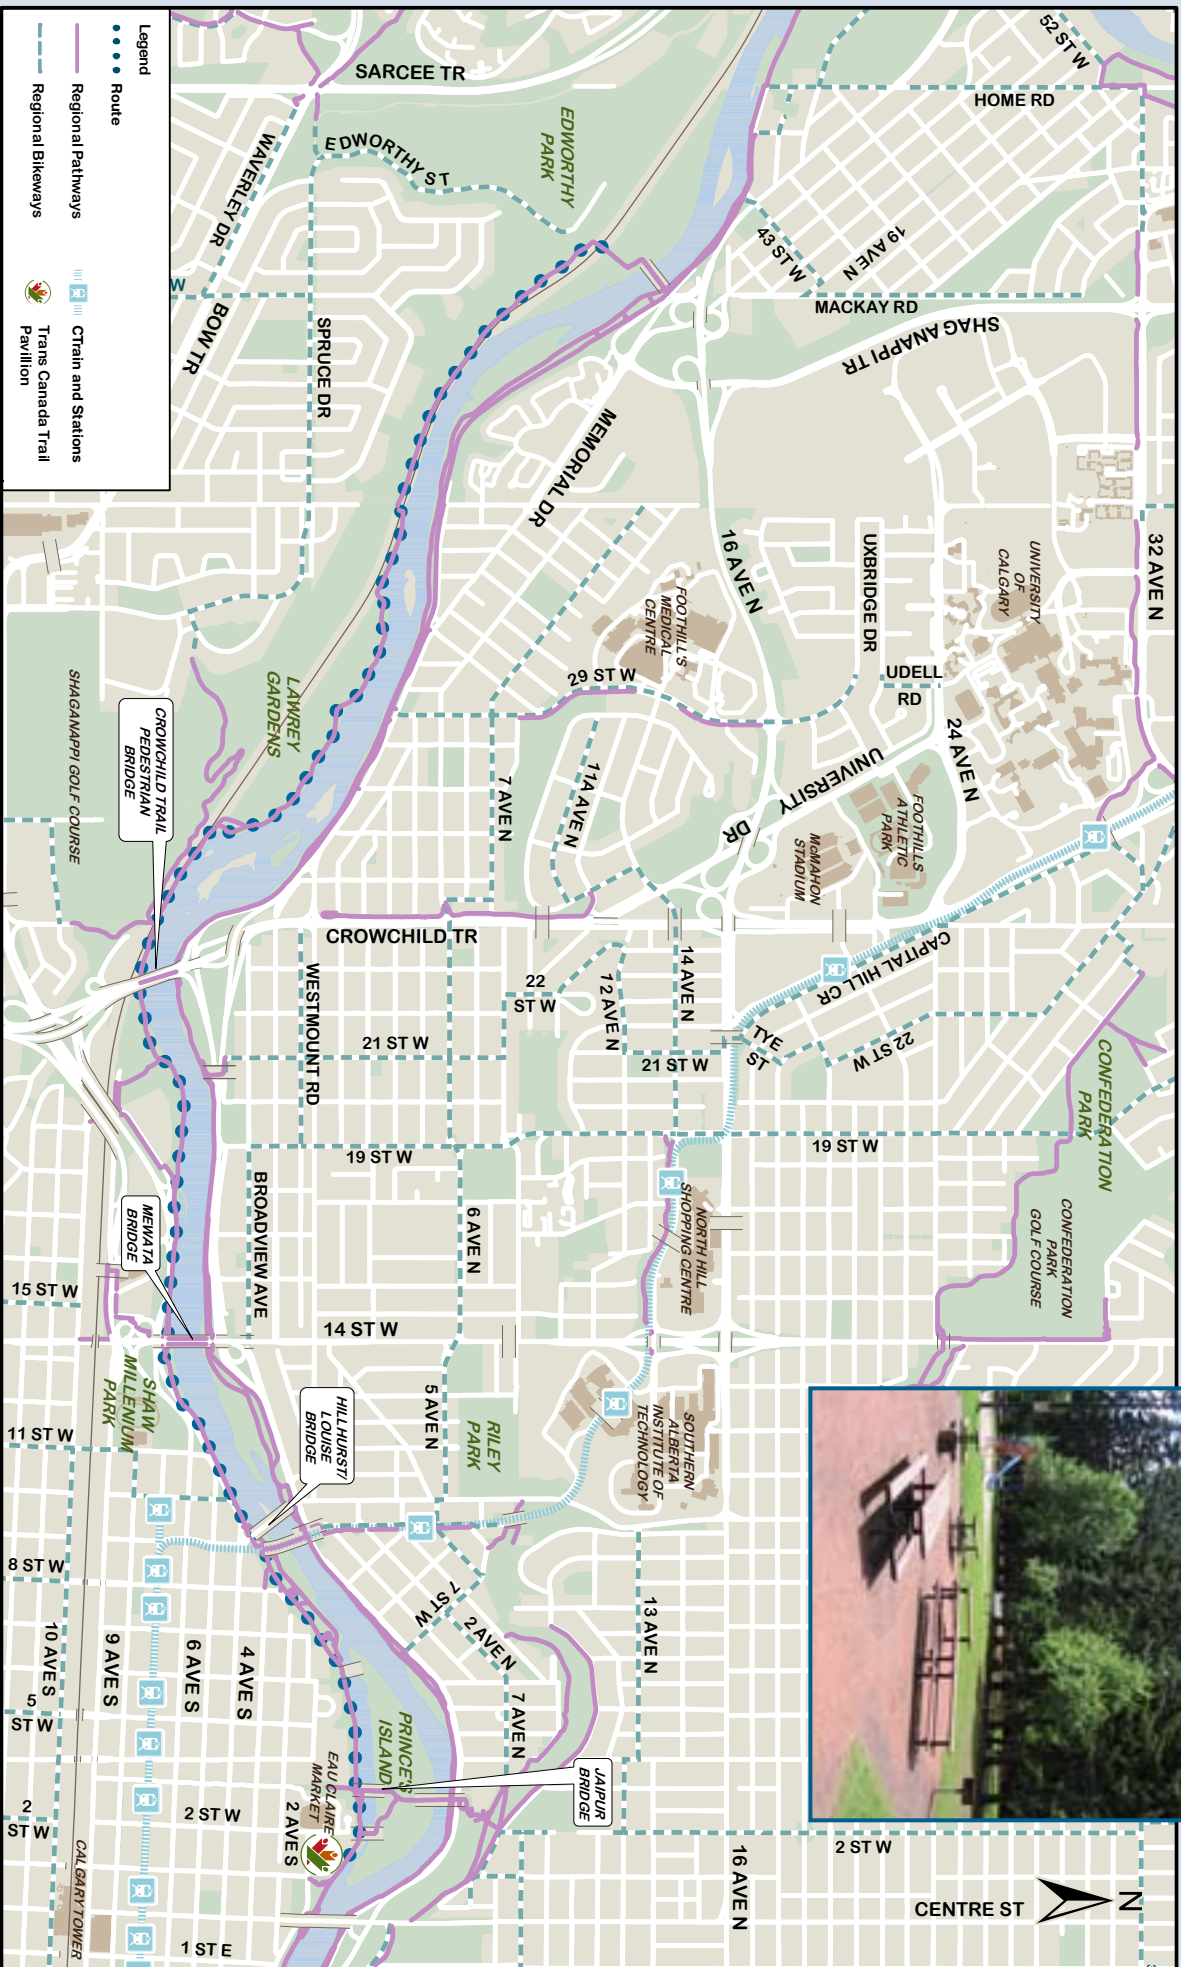 Legend
Route
Regional Pathways
Regional Bikeways
CTrain and Stations
Trans Canada Trail
Pavillion
52 ST W
HOME RD
SARCEE TR
EDWORTHY
PARK
EDWORTHY ST
WAVERLEY DR
43 ST W
19 AVE N
MACKAY RD
SHAGANAPPI TR
W
BOW TR
SPRUCE DR
MEMORIAL DR
32 AVE N
UNIVERSITY
OF
CALGARY
16 AVE N
UXBRIDGE DR
FOOTHILL'S
MEDICAL
CENTRE
29 ST W
UDELL
RD
24 AVE N
UNIVERSITY
DR
FOOTHILLS
ATHLETIC
PARK
McMAHON
STADIUM
11A AVE N
7 AVE N
LAWREY
GARDENS
SHAGANAPPI GOLF COURSE
CROWCHILD TRAIL
PEDESTRIAN
BRIDGE
CROWCHILD TR
14 AVE N
12 AVE N
22
ST W
CAPITAL HILL CR
WESTMOUNT RD
21 ST W
21 ST W
TYE
ST
22 ST W
CONFEDERATION
PARK
19 ST W
19 ST W
CONFEDERATION
PARK
GOLF COURSE
BROADVIEW AVE
6 AVE N
NORTH HILL
SHOPPING CENTRE
MEWATA
BRIDGE
15 ST W
14 ST W
SHAW
MILLENIUM
PARK
HILLHURST/
LOUISE
BRIDGE
5 AVE N
RILEY
PARK
SOUTHERN
ALBERTA
INSTITUTE OF
TECHNOLOGY
11 ST W
8 ST W
7 ST W
2 AVE N
13 AVE N
10 AVE S
9 AVE S
6 AVE S
4 AVE S
5
ST W
7 AVE N
PRINCE'S
ISLAND
JAIPUR
BRIDGE
EAU CLAIRE
MARKET
2 AVE S
2 ST W
2
ST W
CALGARY TOWER
1 ST E
16 AVE N
2 ST W
CENTRE ST
N